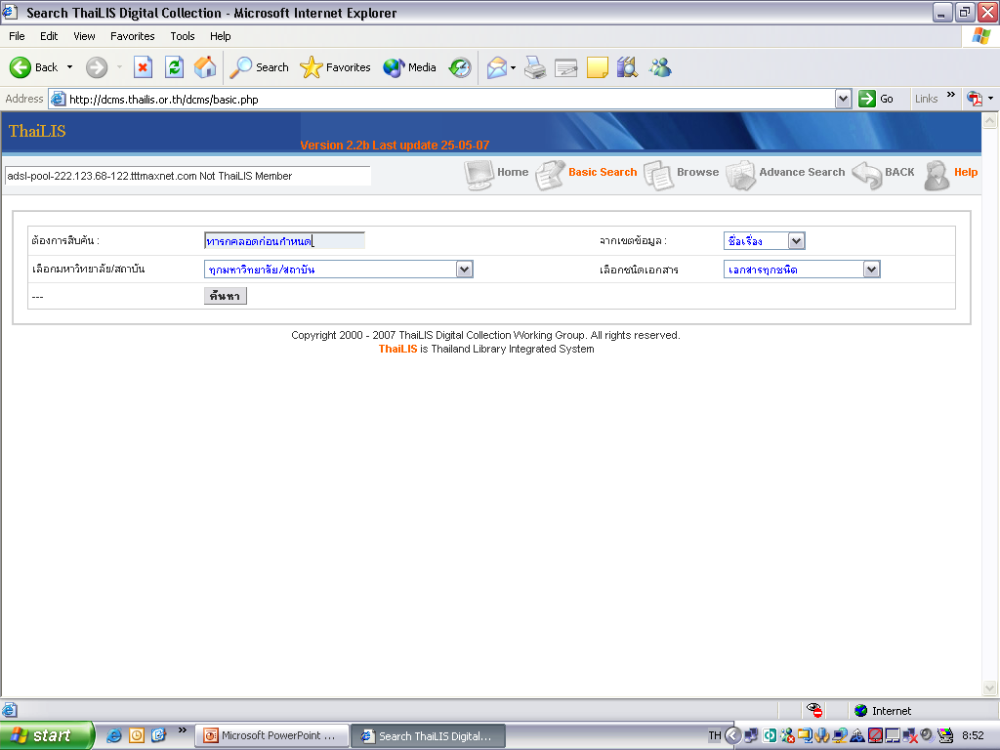 Search ThaiLIS Digital Collection - Microsoft Internet Explorer
File Edit View Favorites Tools Help
Back Search Favorites Media
Address http://dcms.thailis.or.th/dcms/basic.php Go Links »
ThaiLIS
Version 2.2b Last update 25-05-07
adsl-pool-222.123.68-122.tttmaxnet.com Not ThaiLIS Member Home Basic Search Browse Advance Search BACK Help
ต้องการสืบค้น : ทารกคลอดก่อนกำหนด จากเขตข้อมูล : ชื่อเรื่อง
เลือกมหาวิทยาลัย/สถาบัน ทุกมหาวิทยาลัย/สถาบัน เลือกชนิดเอกสาร เอกสารทุกชนิด
--- ค้นหา
Copyright 2000 - 2007 ThaiLIS Digital Collection Working Group. All rights reserved.
ThaiLIS is Thailand Library Integrated System
Internet
start » Microsoft PowerPoint ... Search ThaiLIS Digital... TH 8:52